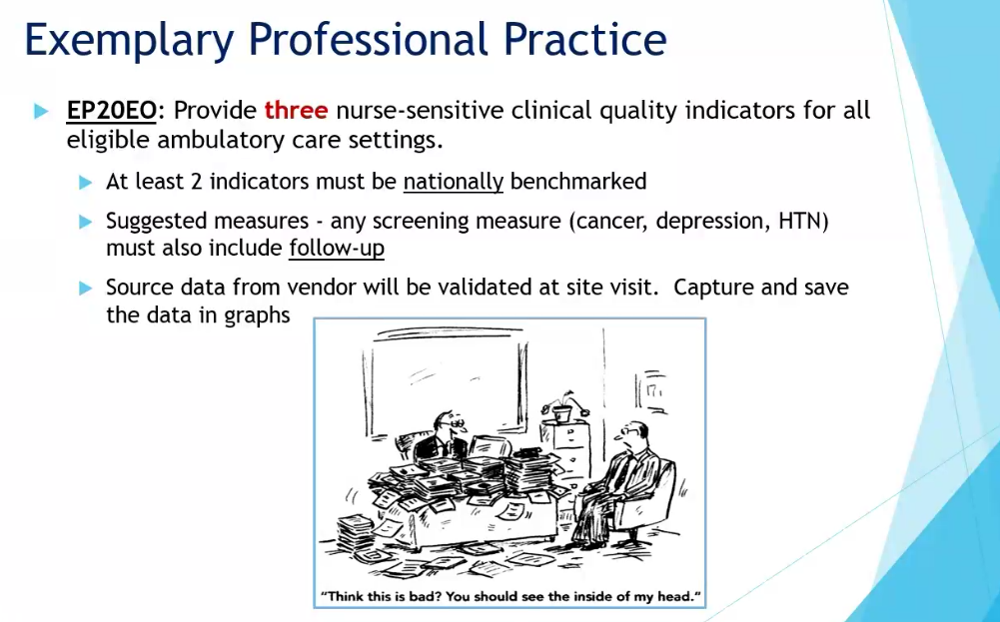 Exemplary Professional Practice
EP20EO: Provide three nurse-sensitive clinical quality indicators for all
eligible ambulatory care settings.
At least 2 indicators must be nationally benchmarked
Suggested measures - any screening measure (cancer, depression, HTN)
must also include follow-up
Source data from vendor will be validated at site visit.  Capture and save
the data in graphs
"Think this is bad? You should see the inside of my head."